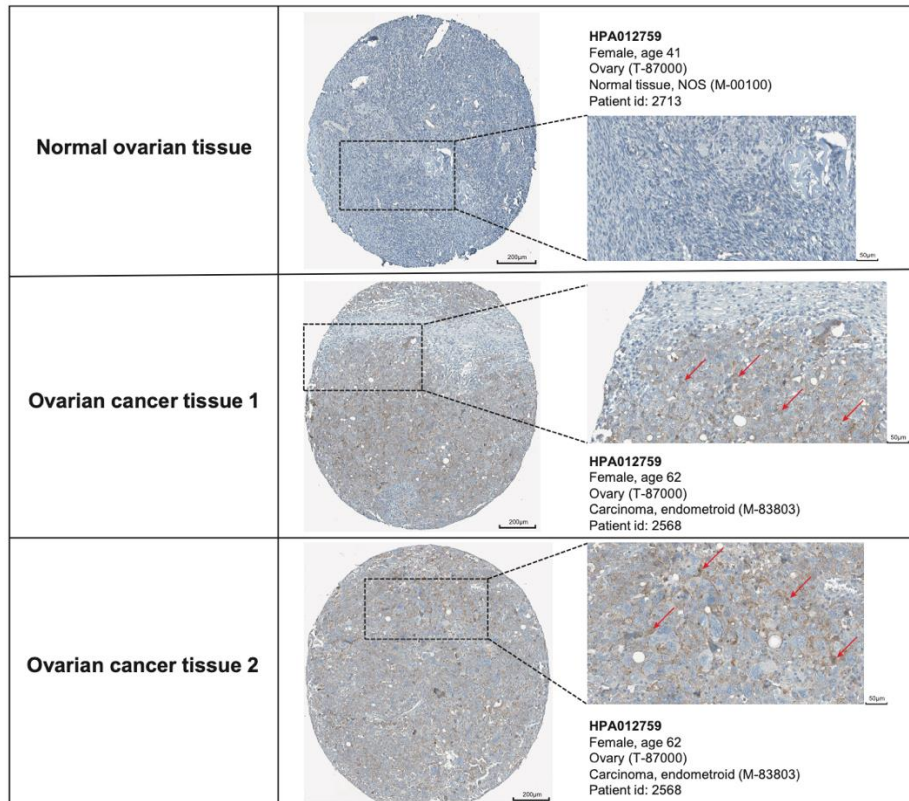 Normal ovarian tissue
200µm
HPA012759
Female, age 41
Ovary (T-87000)
Normal tissue, NOS (M-00100)
Patient id: 2713
50µm
Ovarian cancer tissue 1
200µm
50µm
HPA012759
Female, age 62
Ovary (T-87000)
Carcinoma, endometroid (M-83803)
Patient id: 2568
Ovarian cancer tissue 2
200µm
50µm
HPA012759
Female, age 62
Ovary (T-87000)
Carcinoma, endometroid (M-83803)
Patient id: 2568